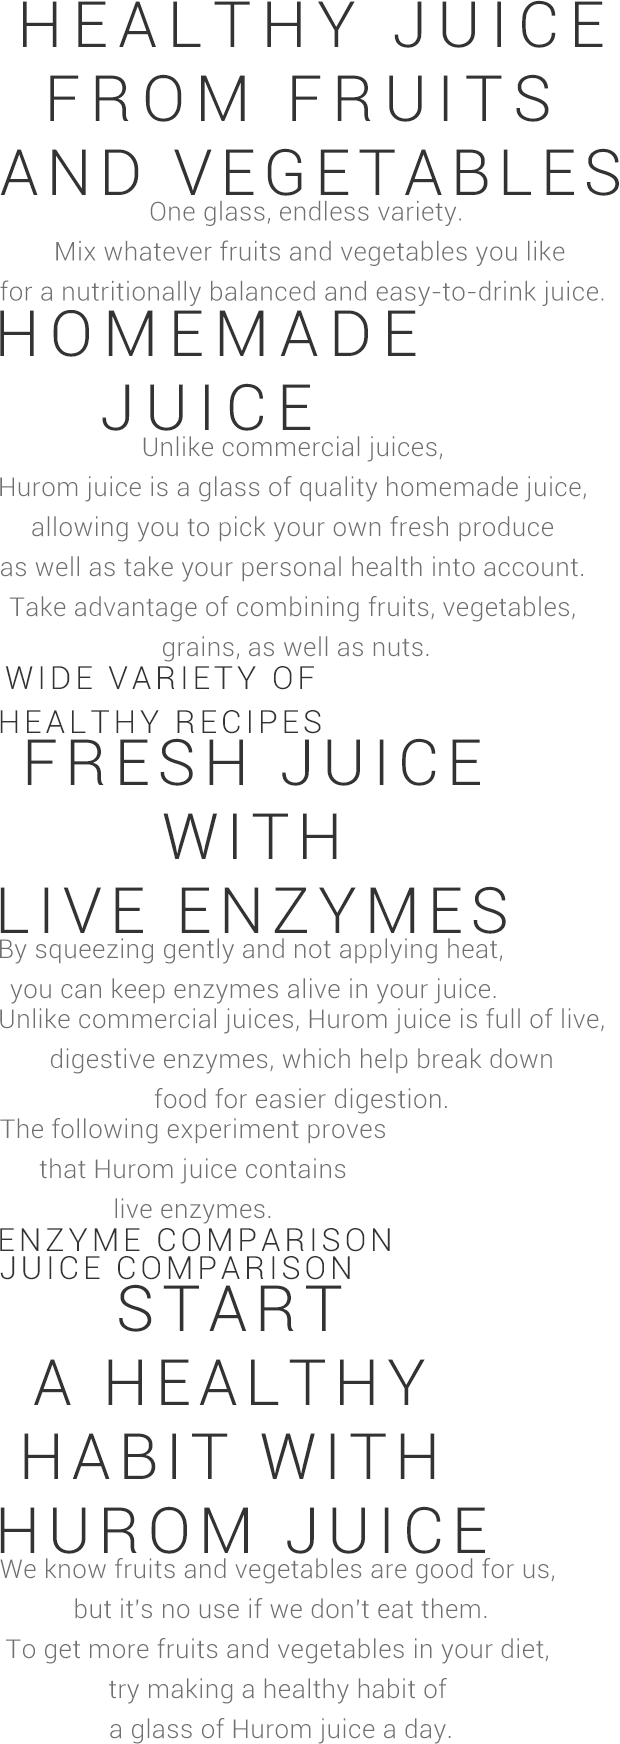 HEALTHY JUICE
FROM FRUITS
AND VEGETABLES
One glass, endless variety.
Mix whatever fruits and vegetables you like
for a nutritionally balanced and easy-to-drink juice.
HOMEMADE
JUICE
Unlike commercial juices,
Hurom juice is a glass of quality homemade juice,
allowing you to pick your own fresh produce
as well as take your personal health into account.
Take advantage of combining fruits, vegetables,
grains, as well as nuts.
WIDE VARIETY OF
HEALTHY RECIPES
FRESH JUICE
WITH
LIVE ENZYMES
By squeezing gently and not applying heat,
you can keep enzymes alive in your juice.
Unlike commercial juices, Hurom juice is full of live,
digestive enzymes, which help break down
food for easier digestion.
The following experiment proves
that Hurom juice contains
live enzymes.
ENZYME COMPARISON
JUICE COMPARISON
START
A HEALTHY
HABIT WITH
HUROM JUICE
We know fruits and vegetables are good for us,
but it's no use if we don't eat them.
To get more fruits and vegetables in your diet,
try making a healthy habit of
a glass of Hurom juice a day.